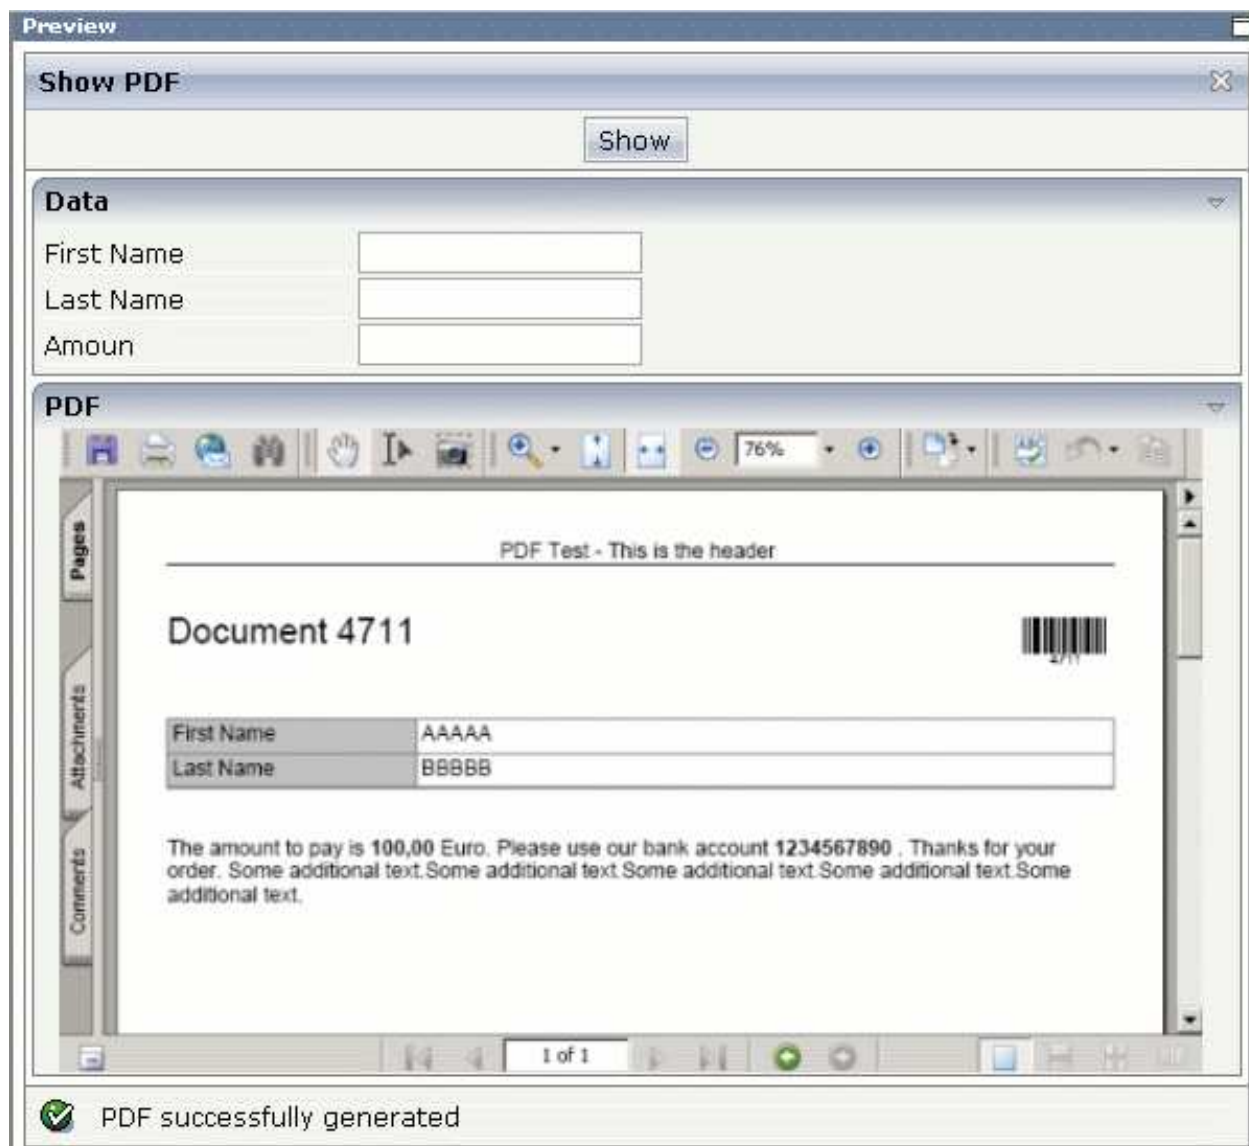 Preview
Show PDF
Show
Data
First Name
Last Name
Amoun
PDF
76%
Pages
Attachments
Comments
PDF Test - This is the header
Document 4711
First Name AAAAA
Last Name BBBBB
The amount to pay is 100,00 Euro. Please use our bank account 1234567890 . Thanks for your
order. Some additional text.Some additional text.Some additional text.Some additional text.Some
additional text.
1 of 1
PDF successfully generated